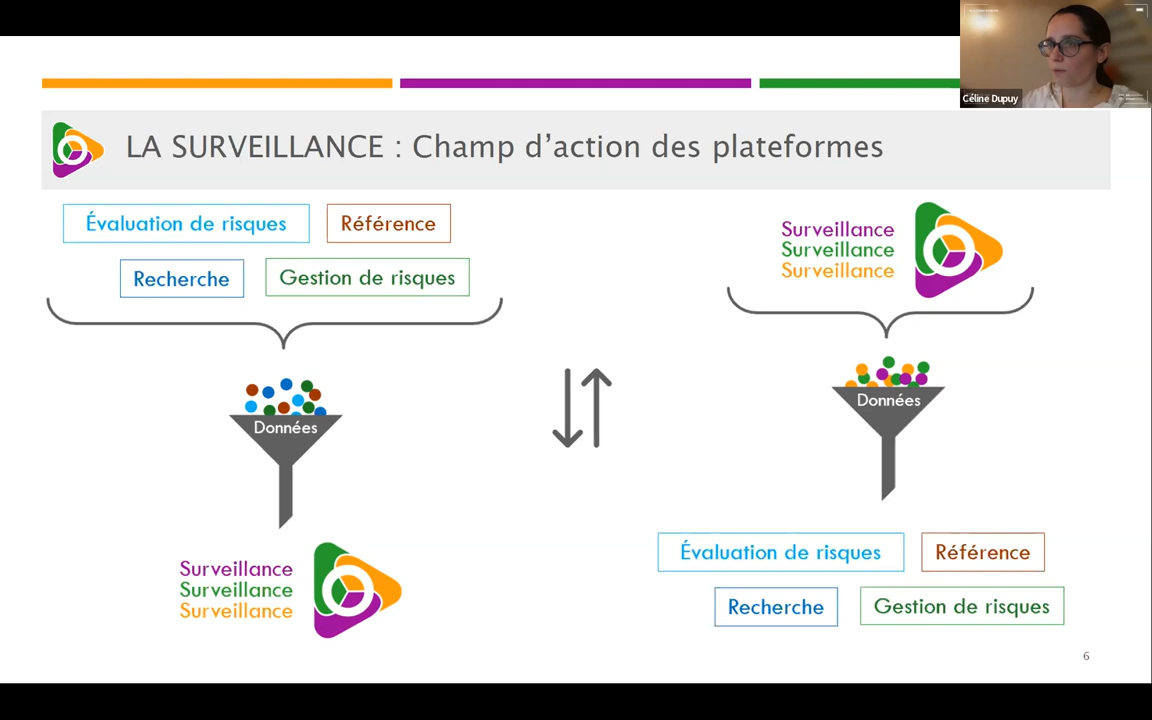 Céline Dupuy
LA SURVEILLANCE : Champ d’action des plateformes
Évaluation de risques
Référence
Recherche
Gestion de risques
Données
Surveillance
Surveillance
Surveillance
Surveillance
Surveillance
Surveillance
Données
Évaluation de risques
Référence
Recherche
Gestion de risques
6